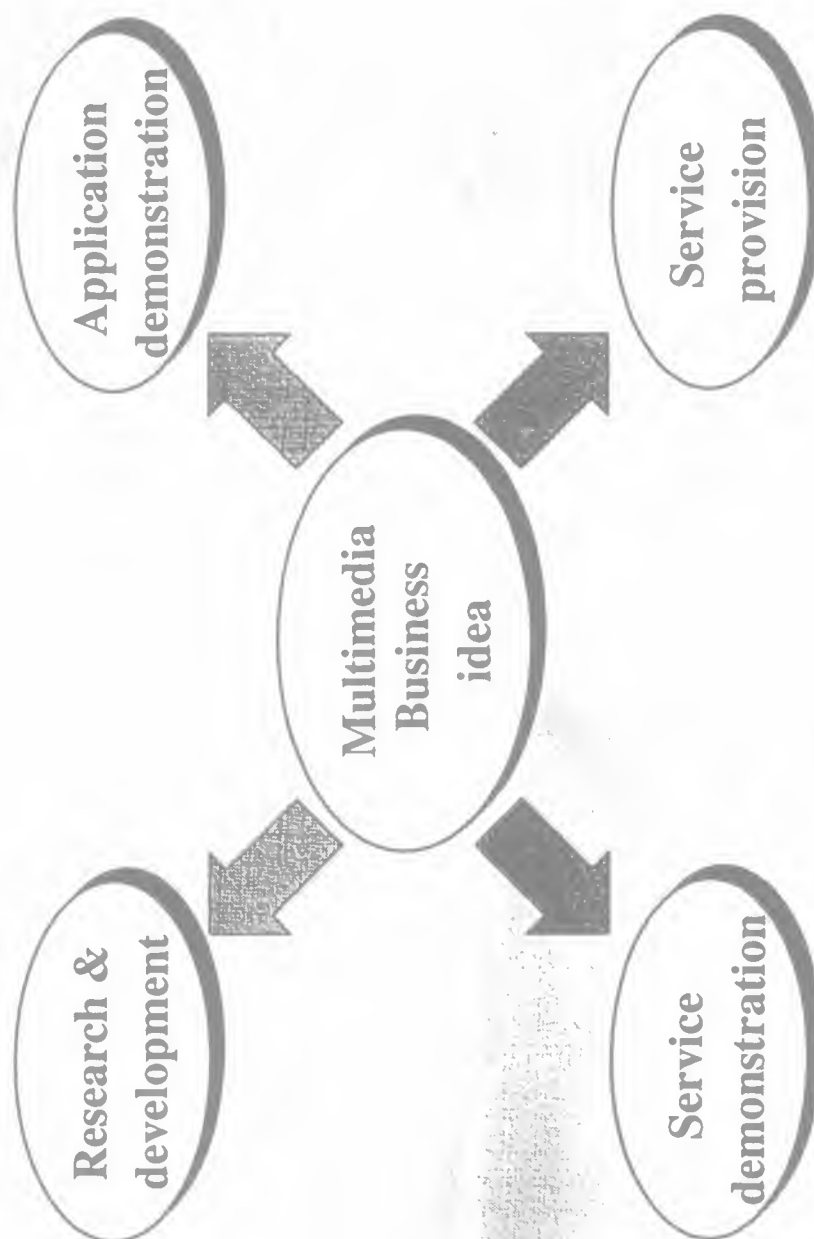 Research &
development
Application
demonstration
Multimedia
Business
idea
Service
demonstration
Service
provision